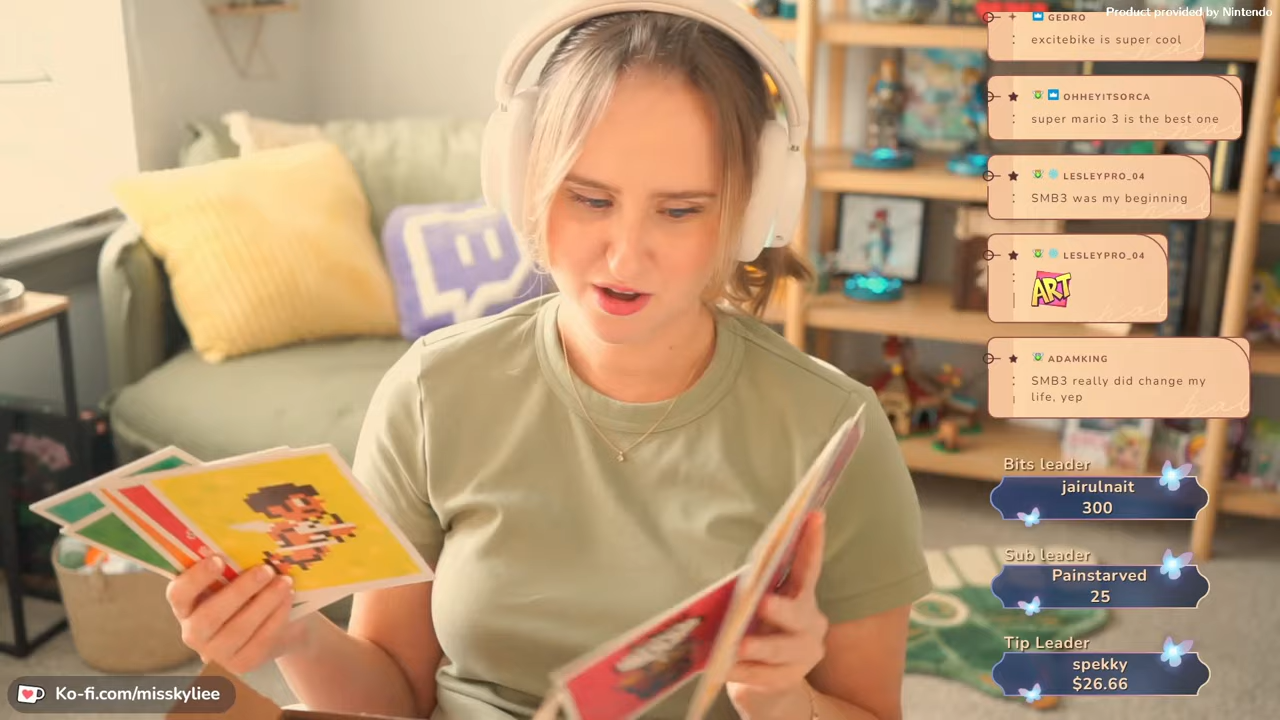 Product provided by Nintendo
GEDRO
excitebike is super cool
OHHEYITSORCA
super mario 3 is the best one
LESLEYPRO_04
SMB3 was my beginning
LESLEYPRO_04
ART
ADAMKING
SMB3 really did change my
life, yep
Bits leader
jairulnait
300
Sub leader
Painstarved
25
Tip Leader
spekky
$26.66
Ko-fi.com/misskyliee